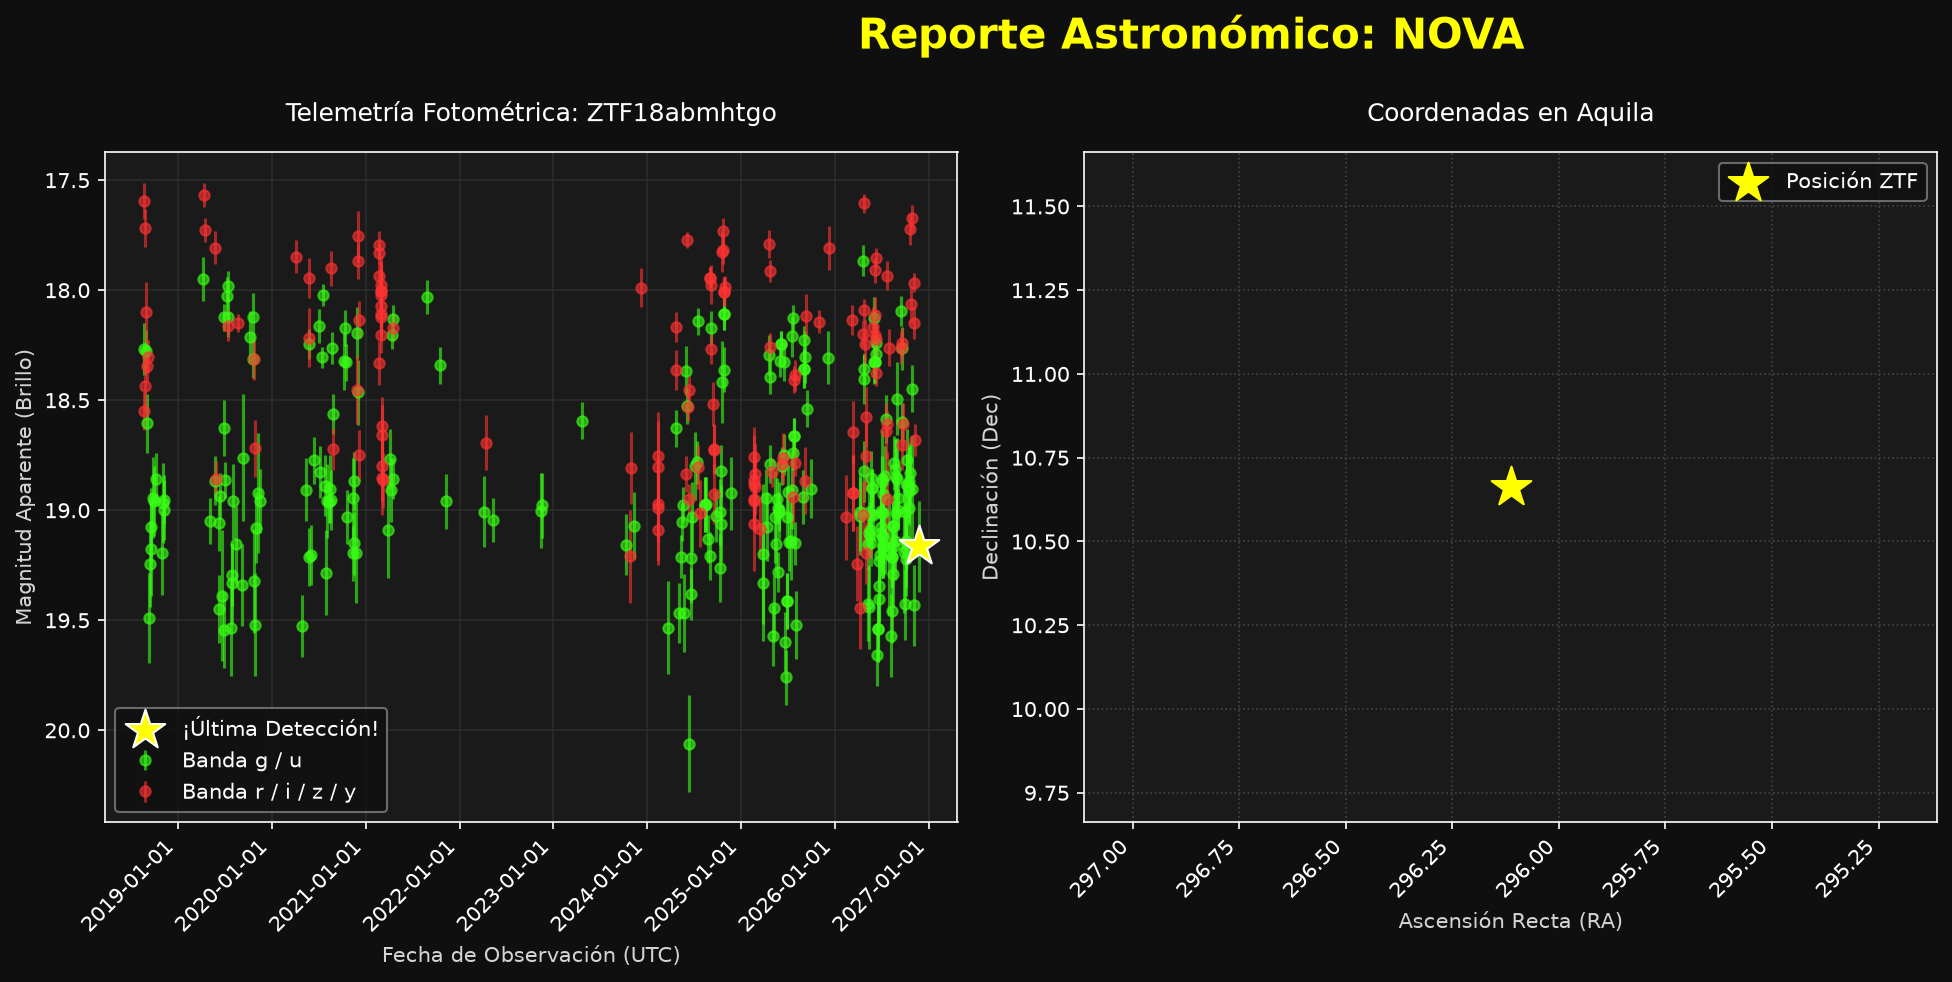 Reporte Astronómico: NOVA
Telemetría Fotométrica: ZTF18abmhtgo
Magnitud Aparente (Brillo)
17.5
18.0
18.5
19.0
19.5
20.0
¡Última Detección!
Banda g / u
Banda r / i / z / y
2019-01-01
2020-01-01
2021-01-01
2022-01-01
2023-01-01
2024-01-01
2025-01-01
2026-01-01
2027-01-01
Fecha de Observación (UTC)
Coordenadas en Aquila
Declinación (Dec)
11.50
11.25
11.00
10.75
10.50
10.25
10.00
9.75
Posición ZTF
297.00
296.75
296.50
296.25
296.00
295.75
295.50
295.25
Ascensión Recta (RA)